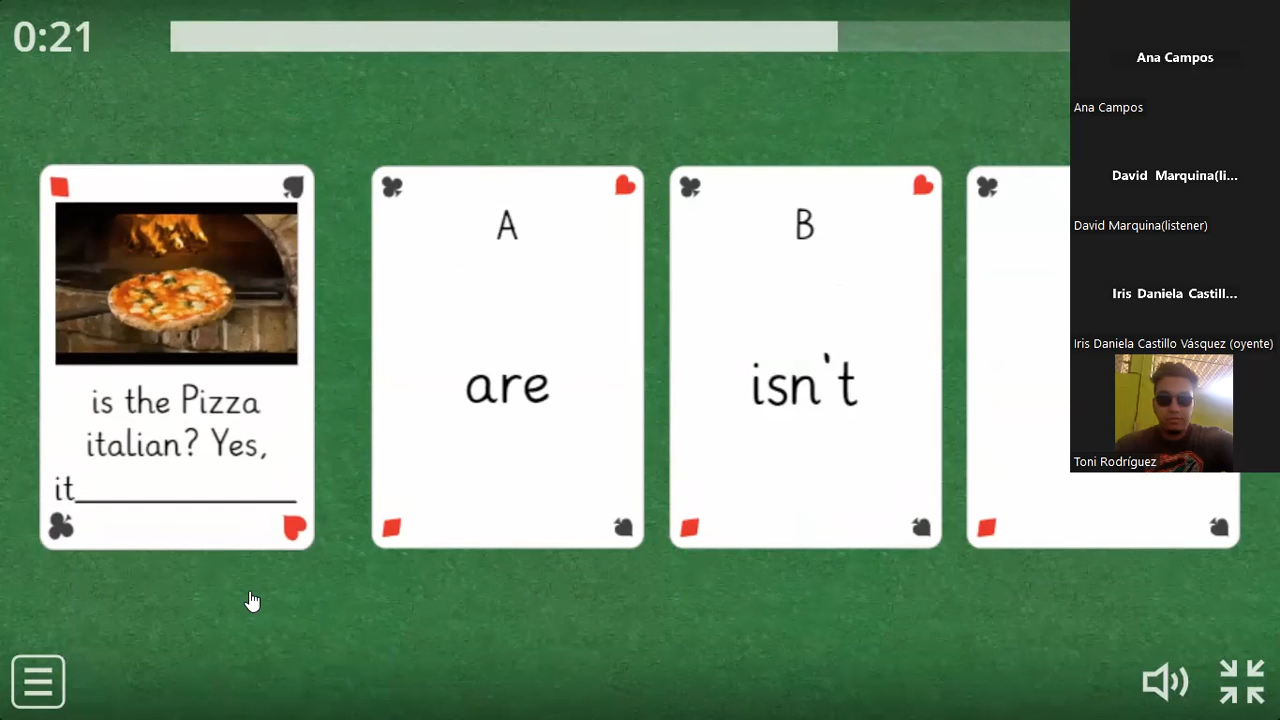 0:21
is the Pizza
italian? Yes,
it________________
A
are
B
isn't
Ana Campos
Ana Campos
David Marquina(li...
David Marquina(listener)
Iris Daniela Castill...
Iris Daniela Castillo Vásquez (oyente)
Toni Rodríguez